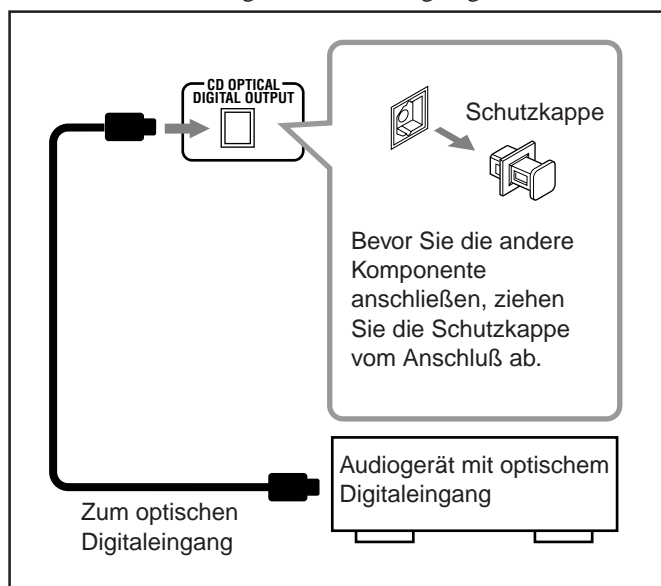 CD OPTICAL
DIGITAL OUTPUT
Schutzkappe
Bevor Sie die andere
Komponente
anschließen, ziehen
Sie die Schutzkappe
vom Anschluß ab.
Audiogerät mit optischem
Digitaleingang
Zum optischen
Digitaleingang